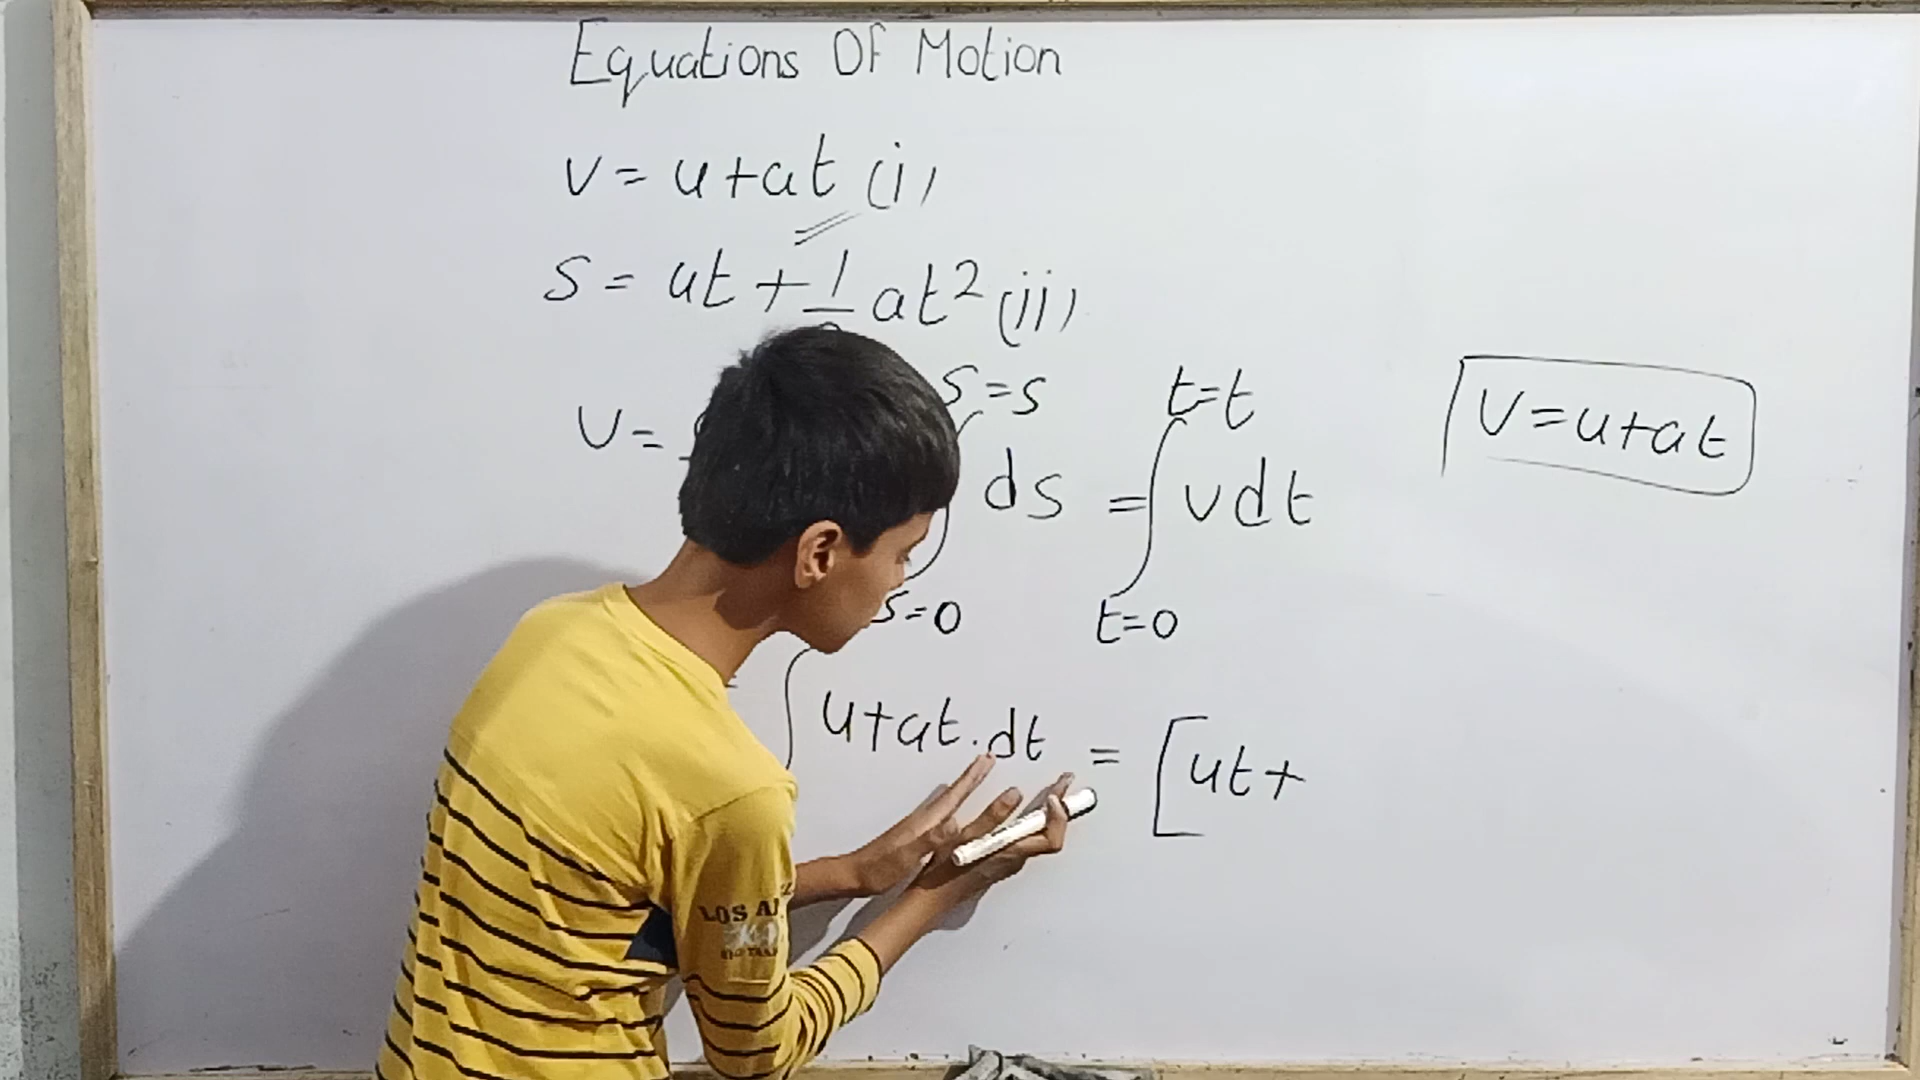 Equations Of Motion
v = u+at (i)
S = ut + 1/ at² (ii)
s=s t=t
v= ds = ∫vdt
s=0 t=0
V=u+at
∫u+at.dt = [ut+
LOS A